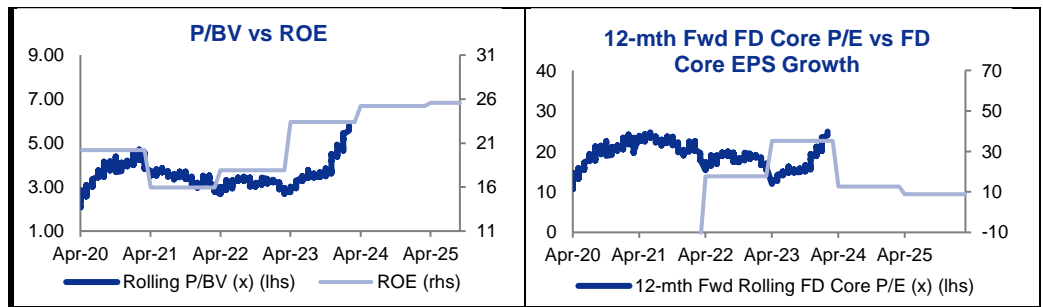 P/BV vs ROE
9.00
7.00
5.00
3.00
1.00
31
26
21
16
11
Apr-20 Apr-21 Apr-22 Apr-23 Apr-24 Apr-25
Rolling P/BV (x) (lhs) ROE (rhs)
12-mth Fwd FD Core P/E vs FD
Core EPS Growth
40
30
20
10
0
70
50
30
10
-10
Apr-20 Apr-21 Apr-22 Apr-23 Apr-24 Apr-25
12-mth Fwd Rolling FD Core P/E (x) (lhs)